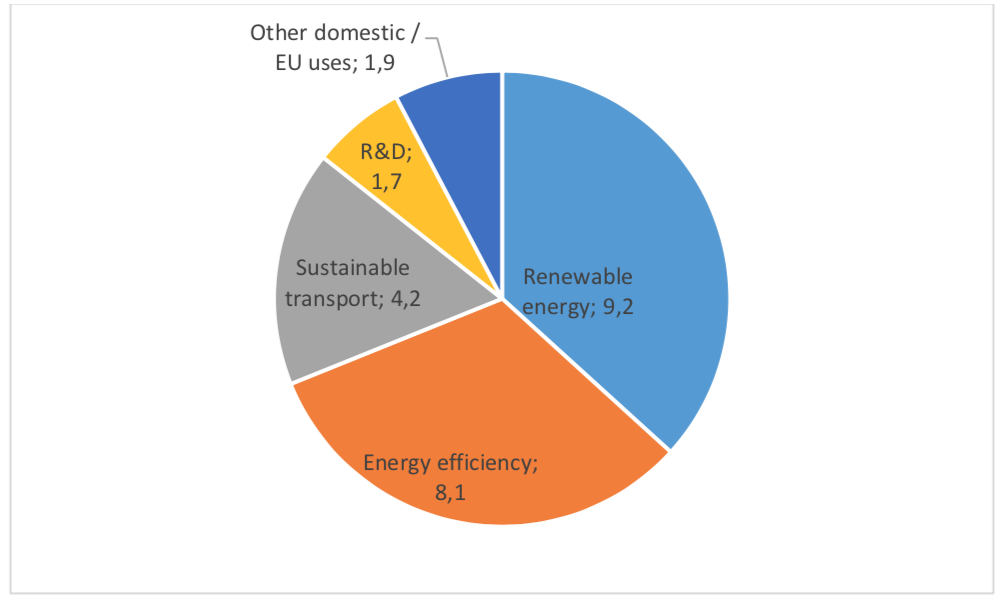 Other domestic /
EU uses; 1,9
R&D;
1,7
Sustainable
transport; 4,2
Renewable
energy; 9,2
Energy efficiency;
8,1